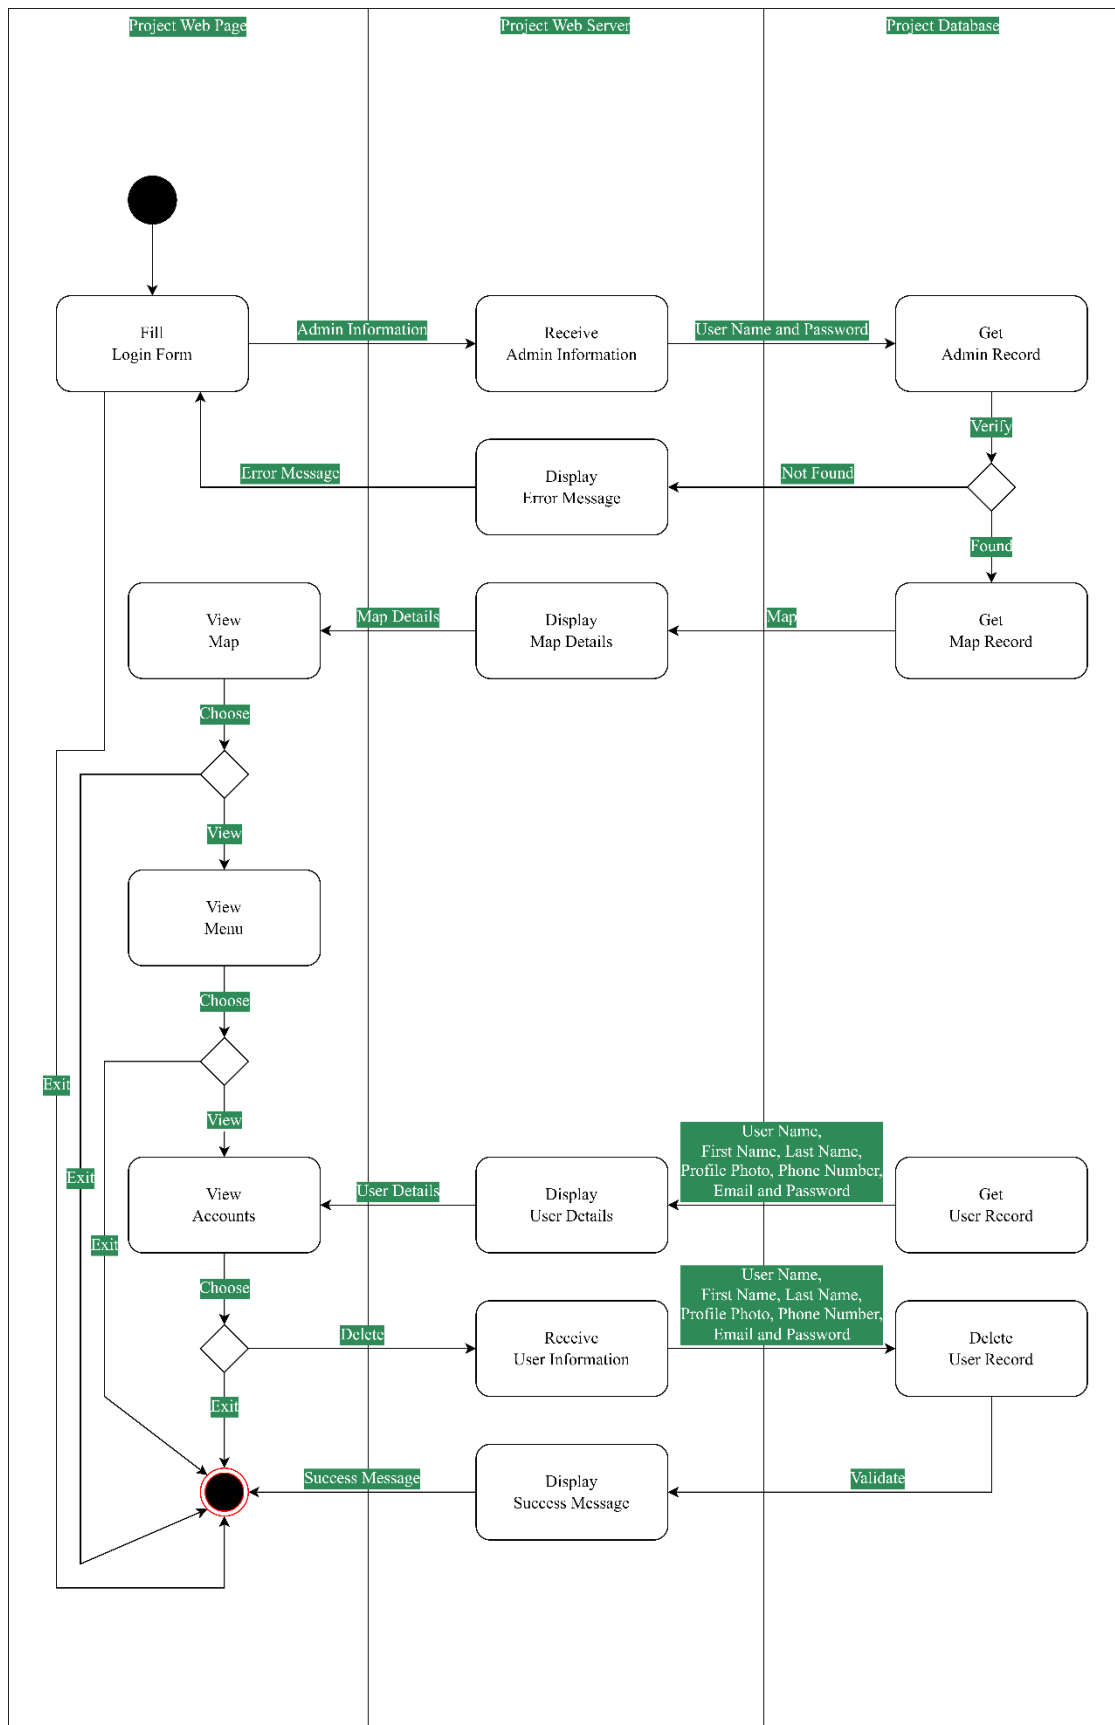 Project Web Page
Project Web Server
Project Database
Fill
Login Form
Admin Information
Receive
Admin Information
User Name and Password
Get
Admin Record
Verify
Error Message
Display
Error Message
Not Found
Found
View
Map
Map Details
Display
Map Details
Map
Get
Map Record
Choose
View
View
Menu
Choose
Exit
View
Exit
View
Accounts
User Details
Display
User Details
User Name,
First Name, Last Name,
Profile Photo, Phone Number,
Email and Password
Get
User Record
Exit
Choose
Delete
Receive
User Information
User Name,
First Name, Last Name,
Profile Photo, Phone Number,
Email and Password
Delete
User Record
Exit
Success Message
Display
Success Message
Validate